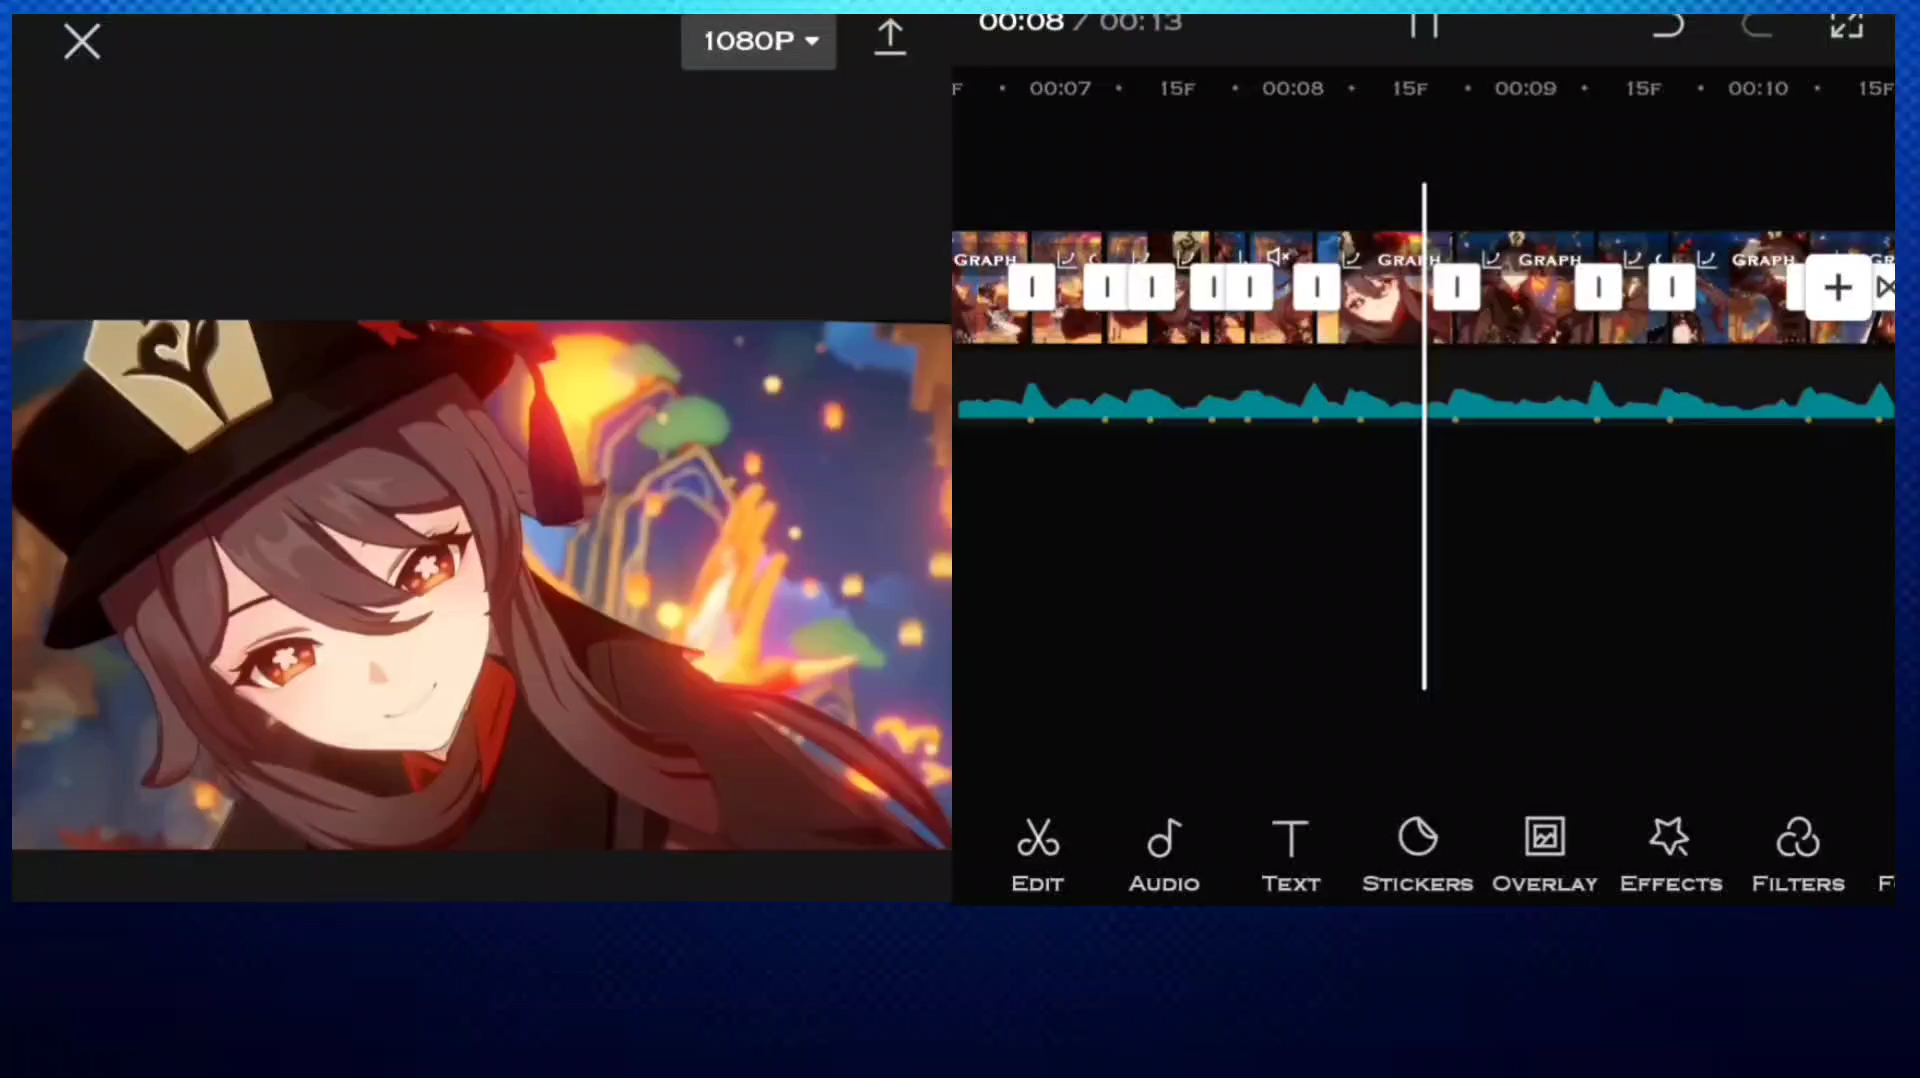 1080P
00:08 / 00:13
F 00:07 15F 00:08 15F 00:09 15F 00:10 15F
GRAPH GRAPH GRAPH GRAPH GR
EDIT AUDIO TEXT STICKERS OVERLAY EFFECTS FILTERS F